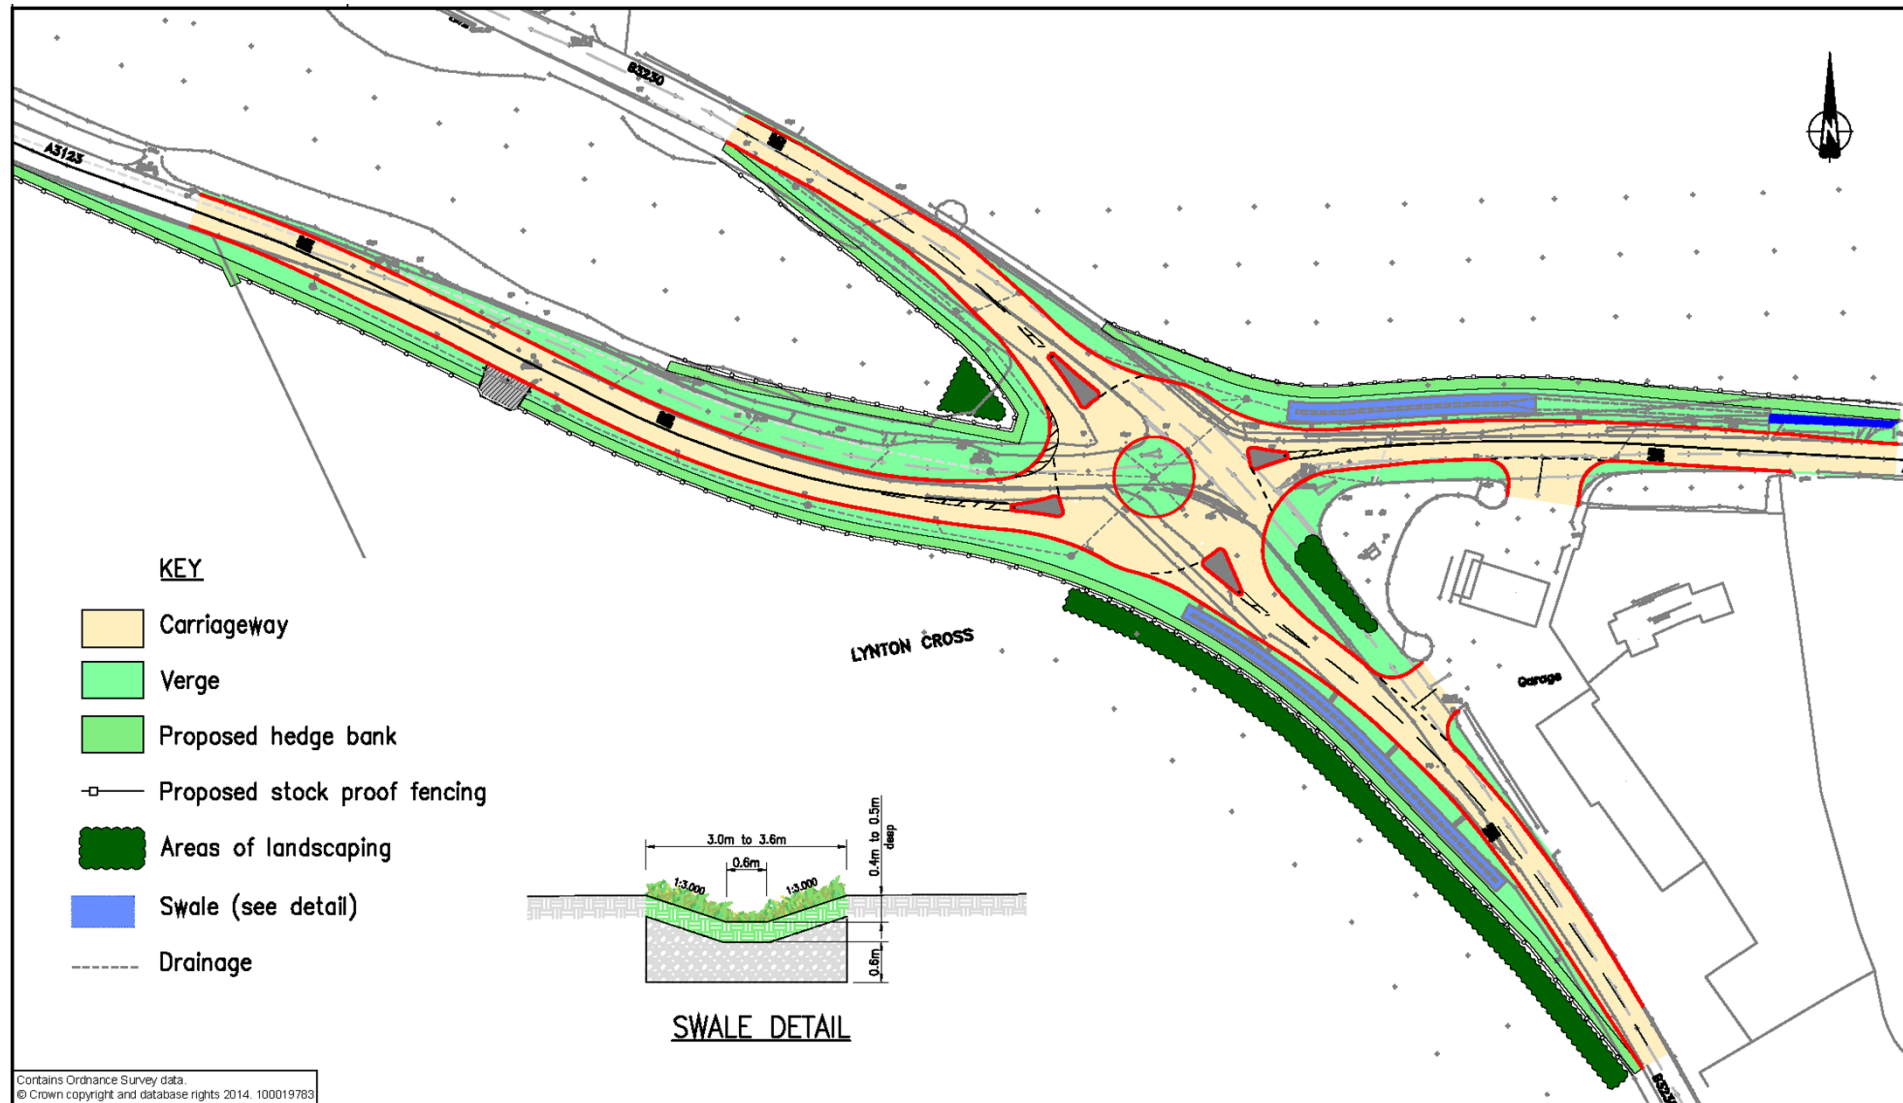 B3230
A3123
N
KEY
Carriageway
Verge
Proposed hedge bank
Proposed stock proof fencing
Areas of landscaping
Swale (see detail)
Drainage
LYNTON CROSS
Garage
3.0m to 3.6m
0.6m
1:3.000
1:3.000
0.4m to 0.5m
deep
0.6m
SWALE DETAIL
B3230
Contains Ordnance Survey data.
© Crown copyright and database rights 2014. 100019783